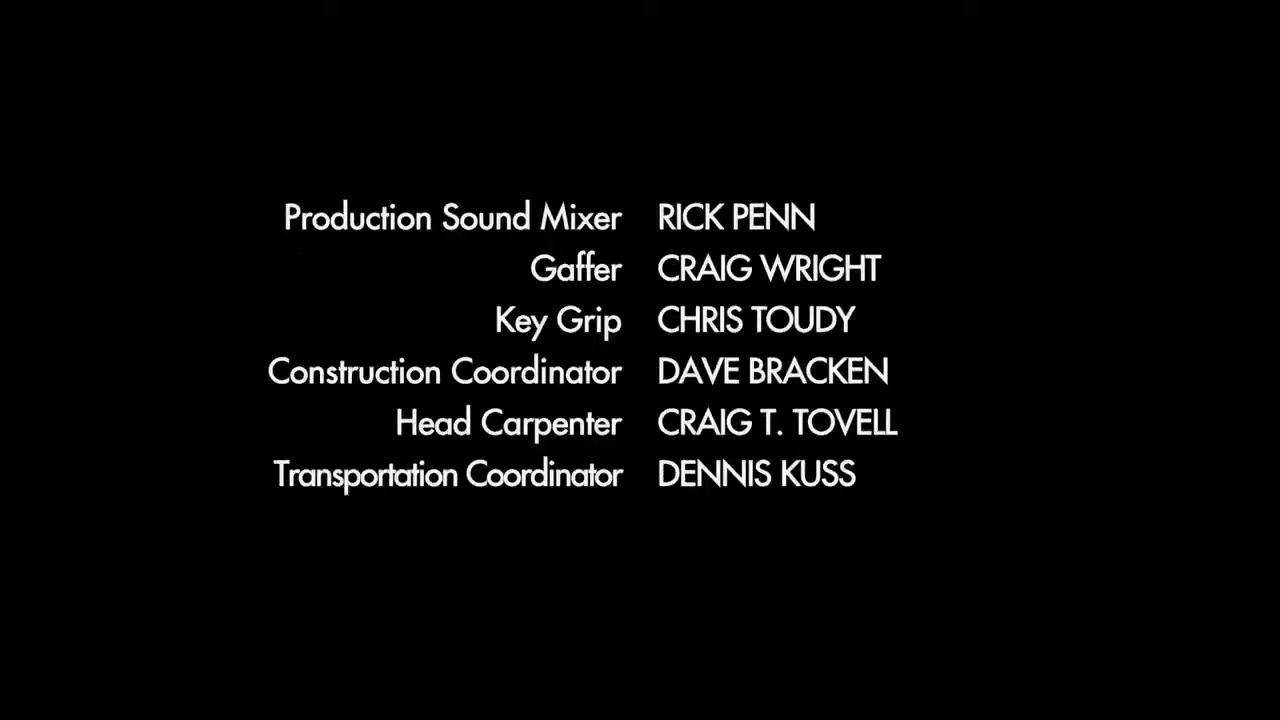 Production Sound Mixer RICK PENN
Gaffer CRAIG WRIGHT
Key Grip CHRIS TOUDY
Construction Coordinator DAVE BRACKEN
Head Carpenter CRAIG T. TOVELL
Transportation Coordinator DENNIS KUSS